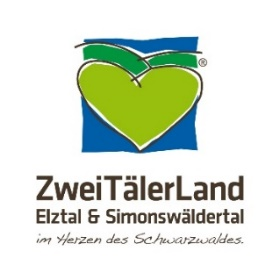 ®
ZweiTälerLand
Elztal & Simonswäldertal
im Herzen des Schwarzwaldes.